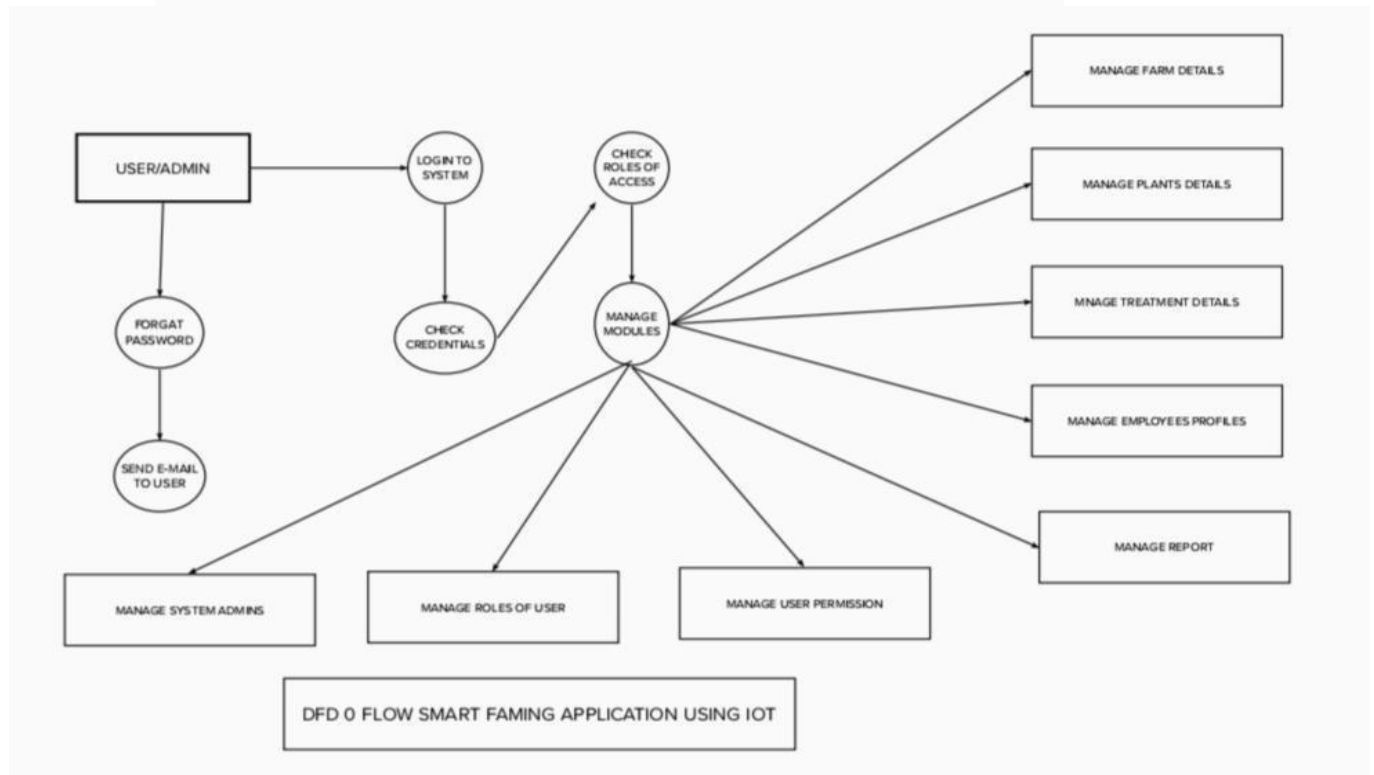 MANAGE FARM DETAILS
USER/ADMIN
LOGIN TO
SYSTEM
CHECK
ROLES OF
ACCESS
MANAGE PLANTS DETAILS
FORGAT
PASSWORD
CHECK
CREDENTIALS
MANAGE
MODULES
MNAGE TREATMENT DETAILS
MANAGE EMPLOYEES PROFILES
SEND E-MAIL
TO USER
MANAGE REPORT
MANAGE SYSTEM ADMINS
MANAGE ROLES OF USER
MANAGE USER PERMISSION
DFD 0 FLOW SMART FAMING APPLICATION USING IOT